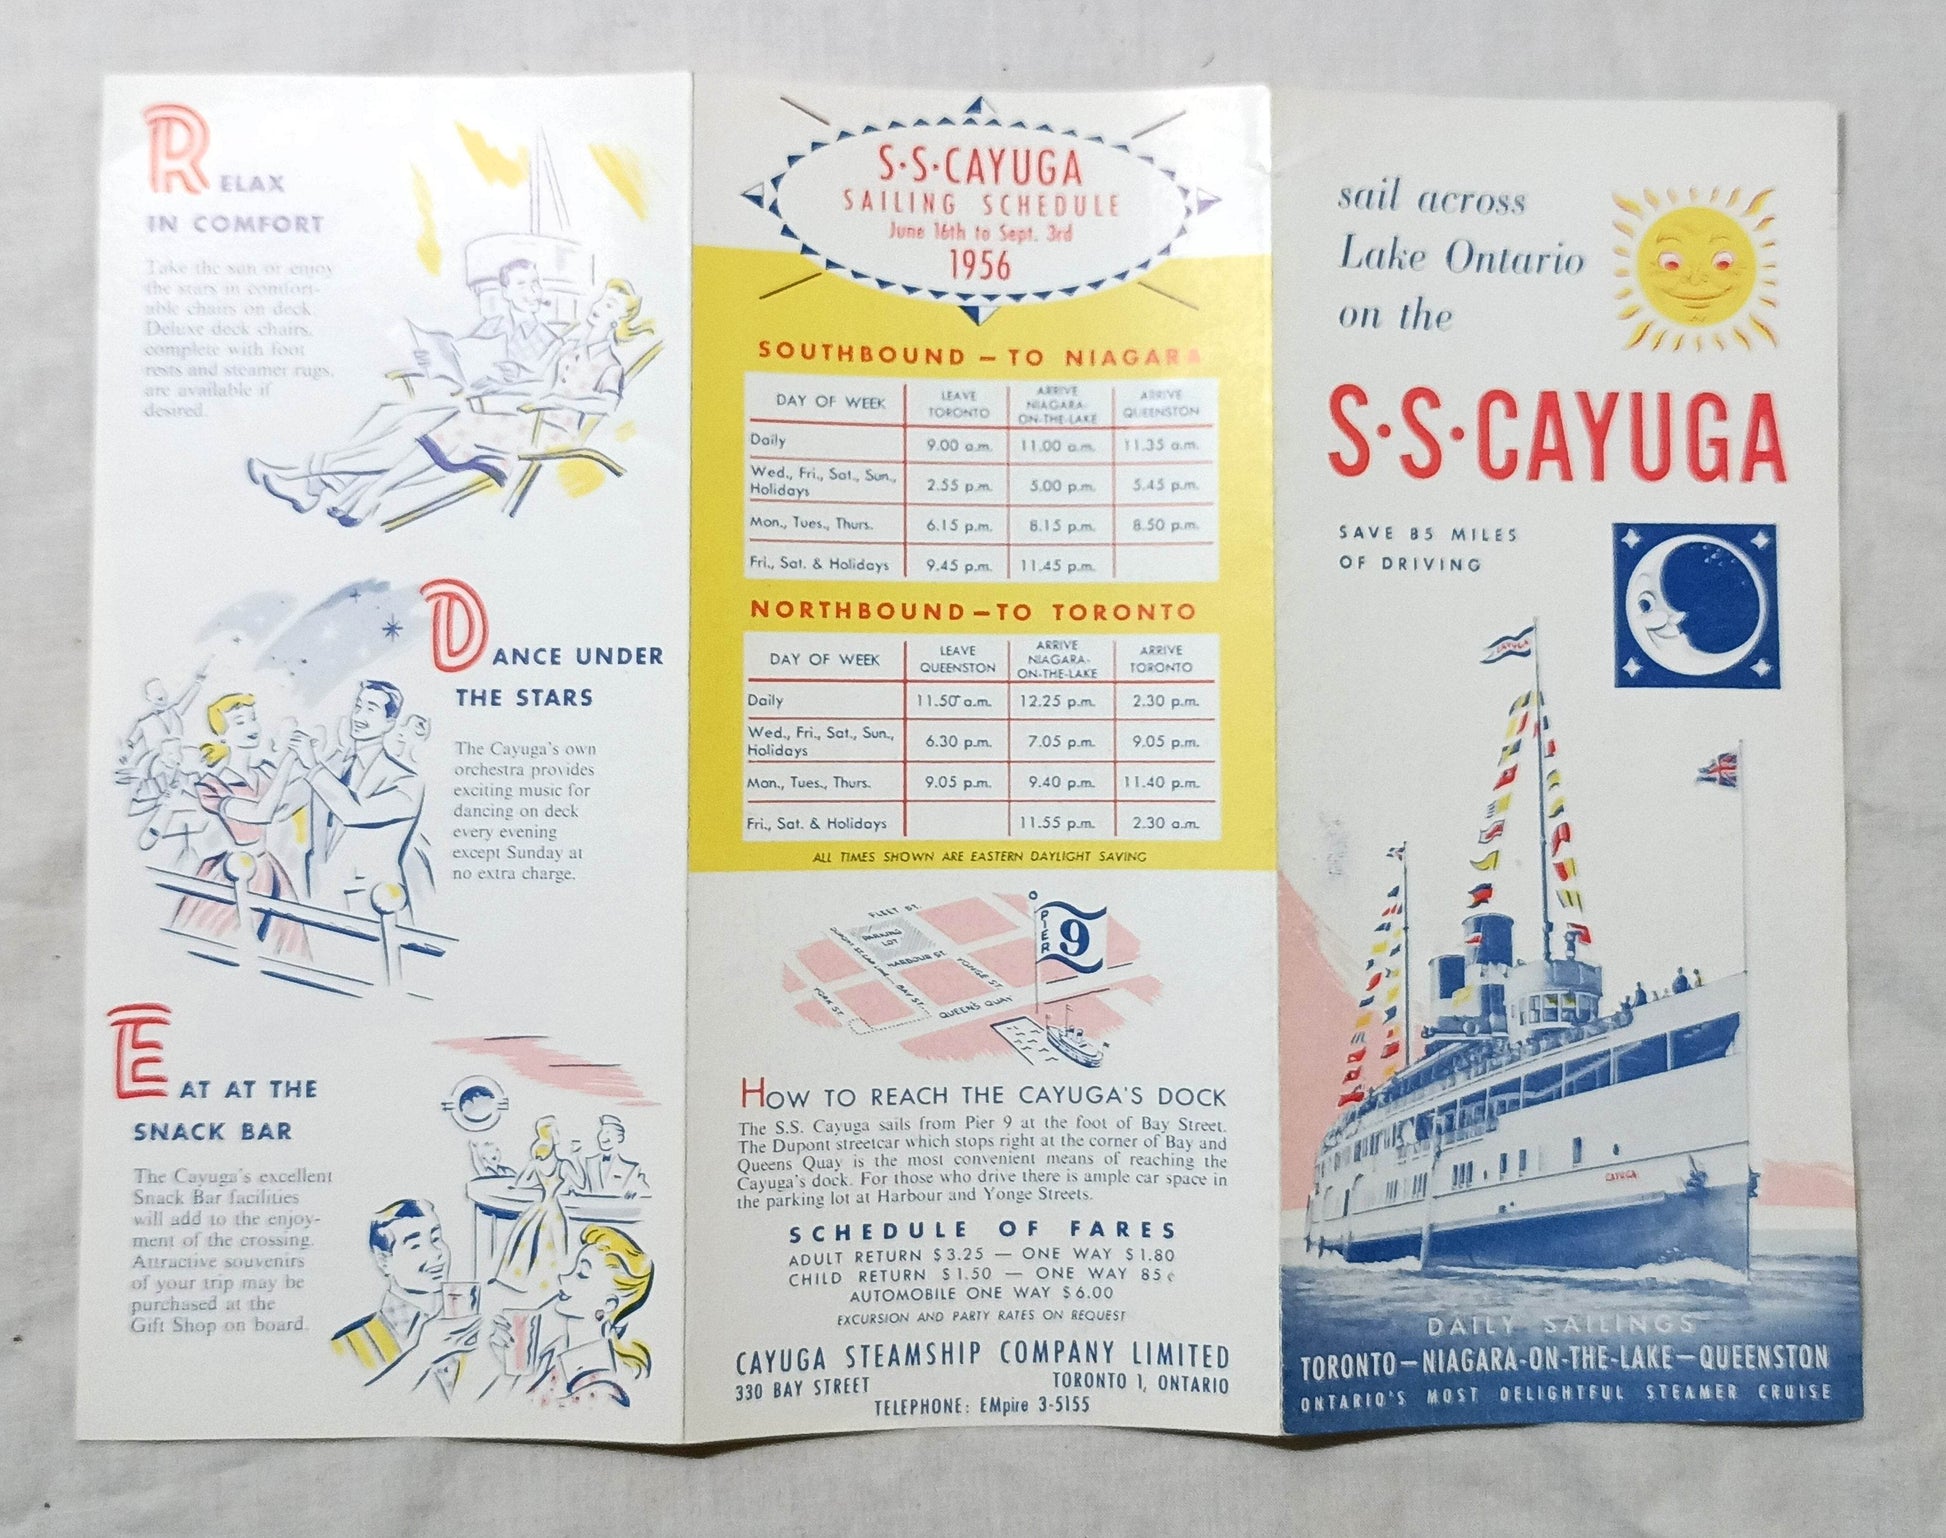 RELAX
IN COMFORT
Take the sun or enjoy
the stars in comfort-
able chairs on deck.
Deluxe deck chairs,
complete with foot
rests and steamer rugs,
are available if
desired.
DANCE UNDER
THE STARS
The Cayuga's own
orchestra provides
exciting music for
dancing on deck
every evening
except Sunday at
no extra charge.
EAT AT THE
SNACK BAR
The Cayuga's excellent
Snack Bar facilities
will add to the enjoy-
ment of the crossing.
Attractive souvenirs
of your trip may be
purchased at the
Gift Shop on board.
S·S·CAYUGA
SAILING SCHEDULE
June 16th to Sept. 3rd
1956
SOUTHBOUND – TO NIAGARA
DAY OF WEEK LEAVE TORONTO ARRIVE NIAGARA-ON-THE-LAKE ARRIVE QUEENSTON
Daily 9.00 a.m. 11.00 a.m. 11.35 a.m.
Wed., Fri., Sat., Sun., Holidays 2.55 p.m. 5.00 p.m. 5.45 p.m.
Mon., Tues., Thurs. 6.15 p.m. 8.15 p.m. 8.50 p.m.
Fri., Sat. & Holidays 9.45 p.m. 11.45 p.m.
NORTHBOUND – TO TORONTO
DAY OF WEEK LEAVE QUEENSTON ARRIVE NIAGARA-ON-THE-LAKE ARRIVE TORONTO
Daily 11.50 a.m. 12.25 p.m. 2.30 p.m.
Wed., Fri., Sat., Sun., Holidays 6.30 p.m. 7.05 p.m. 9.05 p.m.
Mon., Tues., Thurs. 9.05 p.m. 9.40 p.m. 11.40 p.m.
Fri., Sat. & Holidays 11.55 p.m. 2.30 a.m.
ALL TIMES SHOWN ARE EASTERN DAYLIGHT SAVING
FLEET ST.
PARKING
LOT
DUPONT ST. CAR LINE – BAY ST.
HARBOUR ST.
YONGE ST.
YORK ST.
QUEEN'S QUAY
PIER
9
HOW TO REACH THE CAYUGA'S DOCK
The S.S. Cayuga sails from Pier 9 at the foot of Bay Street.
The Dupont streetcar which stops right at the corner of Bay and
Queens Quay is the most convenient means of reaching the
Cayuga's dock. For those who drive there is ample car space in
the parking lot at Harbour and Yonge Streets.
SCHEDULE OF FARES
ADULT RETURN $3.25 — ONE WAY $1.80
CHILD RETURN $1.50 — ONE WAY 85¢
AUTOMOBILE ONE WAY $6.00
EXCURSION AND PARTY RATES ON REQUEST
CAYUGA STEAMSHIP COMPANY LIMITED
330 BAY STREET TORONTO 1, ONTARIO
TELEPHONE: EMpire 3-5155
sail across
Lake Ontario
on the
S·S·CAYUGA
SAVE 85 MILES
OF DRIVING
CAYUGA
CAYUGA
DAILY SAILINGS
TORONTO – NIAGARA-ON-THE-LAKE – QUEENSTON
ONTARIO'S MOST DELIGHTFUL STEAMER CRUISE